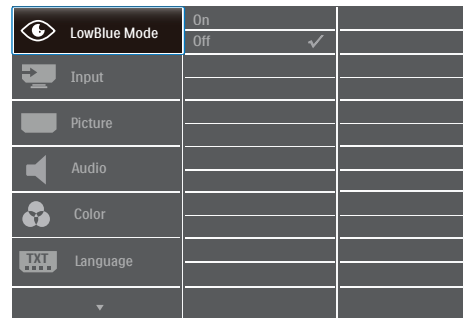 LowBlue Mode
On
Off
Input
Picture
Audio
Color
TXT
Language